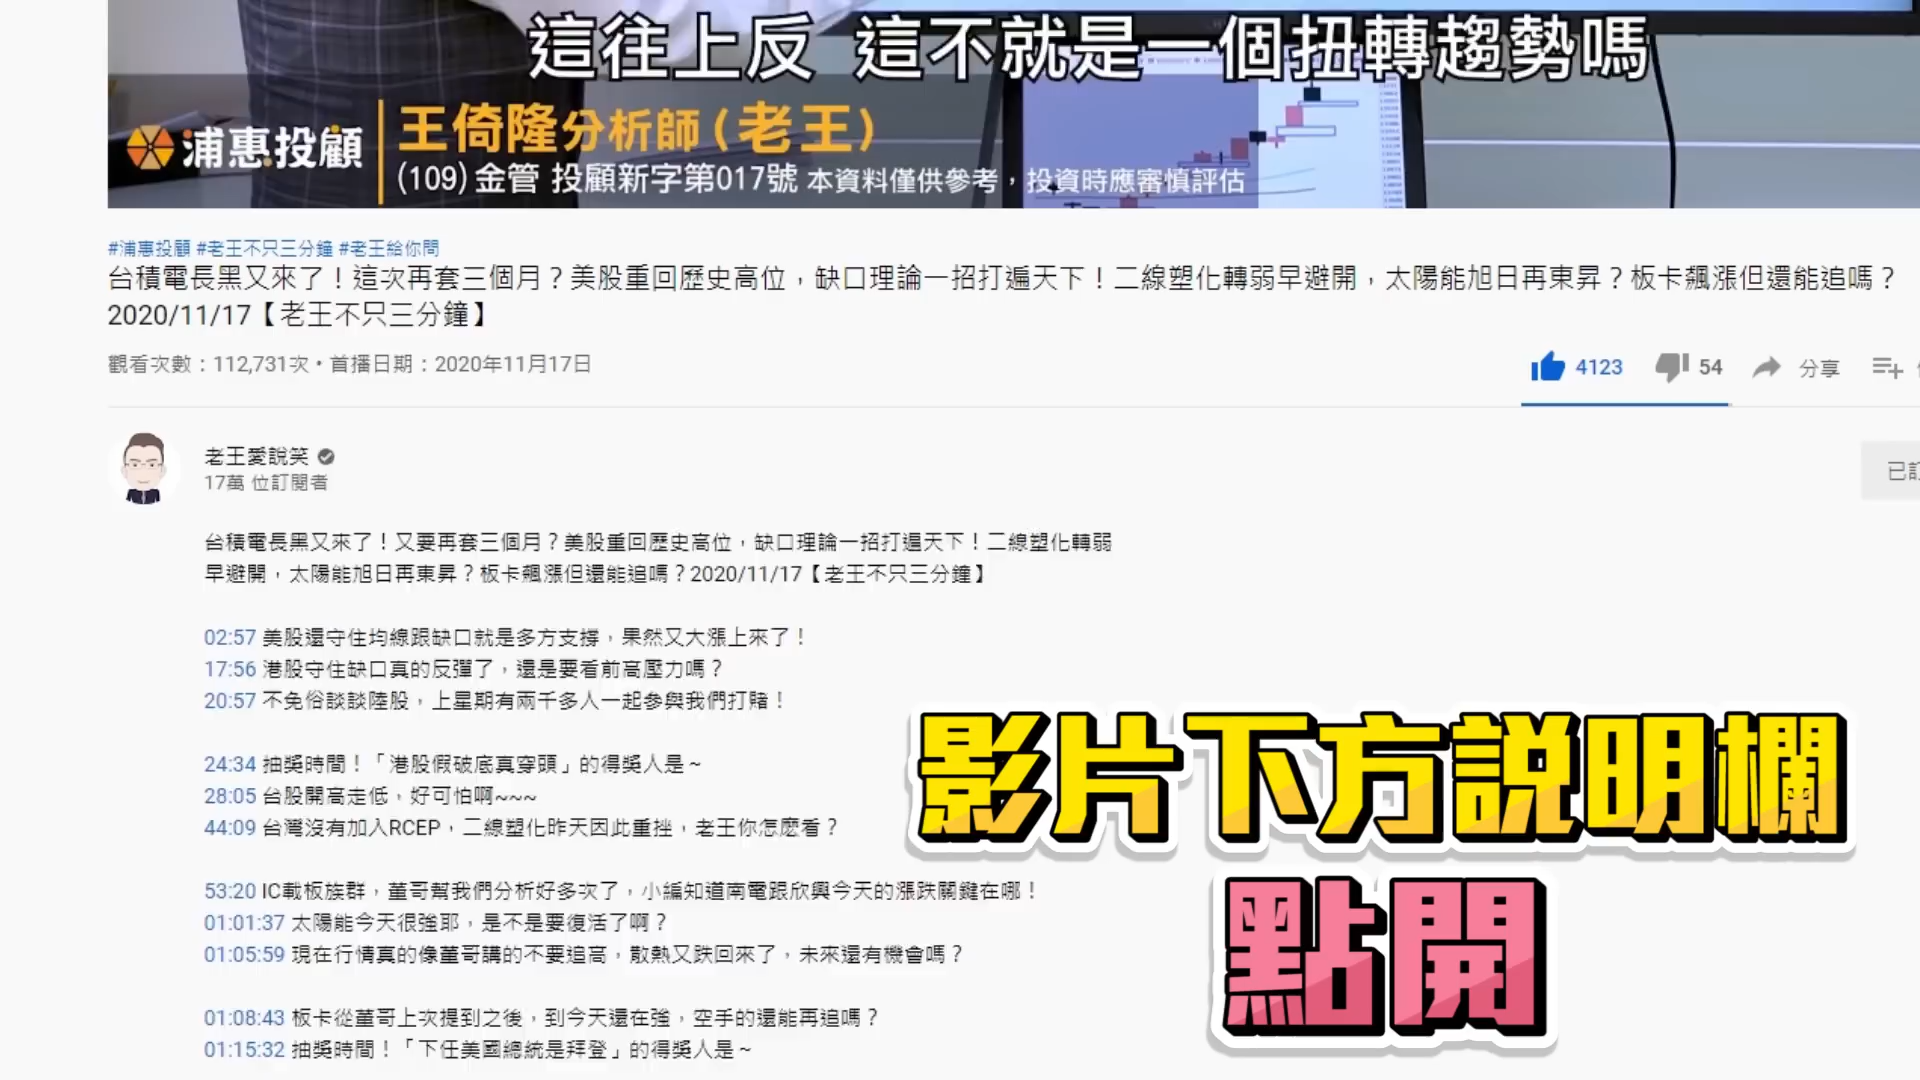 這往上反 這不就是一個扭轉趨勢嗎
浦惠投顧
王倚隆分析師(老王)
(109)金管 投顧新字第017號 本資料僅供參考，投資時應審慎評估
#浦惠投顧 #老王不只三分鐘 #老王給你問
台積電長黑又來了！這次再套三個月？美股重回歷史高位，缺口理論一招打遍天下！二線塑化轉弱早避開，太陽能旭日再東昇？板卡飆漲但還能追嗎？
2020/11/17【老王不只三分鐘】
觀看次數：112,731次・首播日期：2020年11月17日
4123 54 分享
老王愛說笑
17萬 位訂閱者
已訂
台積電長黑又來了！又要再套三個月？美股重回歷史高位，缺口理論一招打遍天下！二線塑化轉弱
早避開，太陽能旭日再東昇？板卡飆漲但還能追嗎？2020/11/17【老王不只三分鐘】
02:57 美股還守住均線跟缺口就是多方支撐，果然又大漲上來了！
17:56 港股守住缺口真的反彈了，還是要看前高壓力嗎？
20:57 不免俗談談陸股，上星期有兩千多人一起參與我們打賭！
24:34 抽獎時間！「港股假破底真穿頭」的得獎人是～
28:05 台股開高走低，好可怕啊~~~
44:09 台灣沒有加入RCEP，二線塑化昨天因此重挫，老王你怎麼看？
53:20 IC載板族群，董哥幫我們分析好多次了，小編知道南電跟欣興今天的漲跌關鍵在哪！
01:01:37 太陽能今天很強耶，是不是要復活了啊？
01:05:59 現在行情真的像董哥講的不要追高，散熱又跌回來了，未來還有機會嗎？
01:08:43 板卡從董哥上次提到之後，到今天還在強，空手的還能再追嗎？
01:15:32 抽獎時間！「下任美國總統是拜登」的得獎人是～
影片下方說明欄
點開